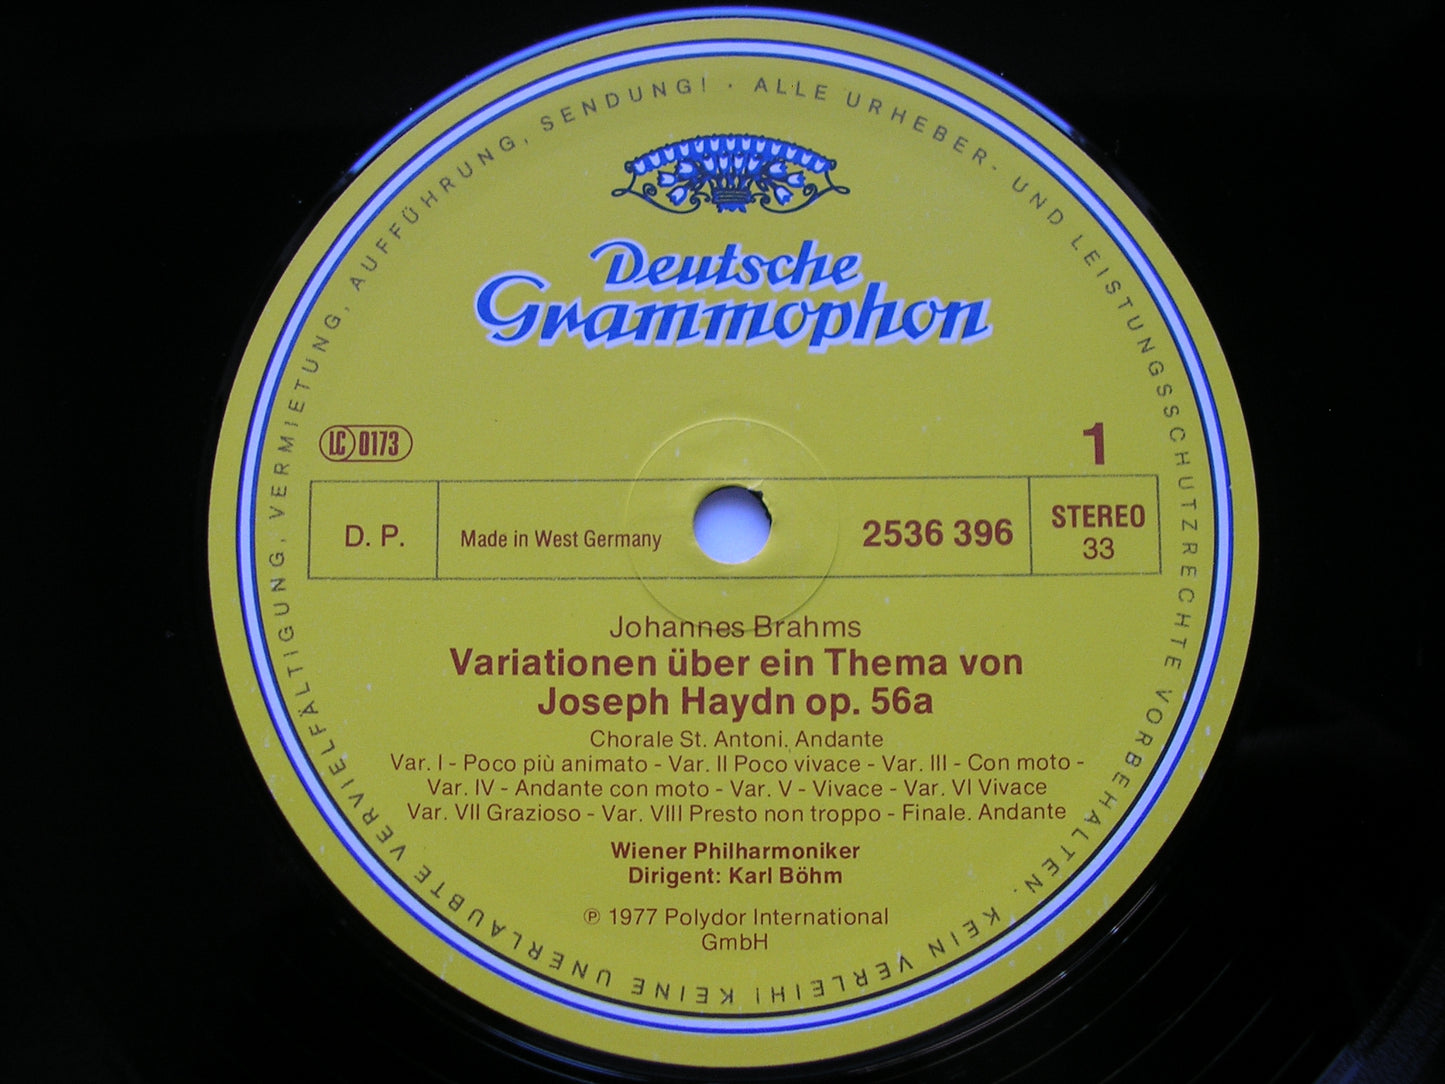 ALLE URHEBER- UND LEISTUNGSSCHUTZRECHTE VORBEHALTEN. KEIN VERLEIH! KEINE UNERLAUBTE VERVIELFÄLTIGUNG, VERMIETUNG, AUFFÜHRUNG, SENDUNG! ·
Deutsche
Grammophon
LC 0173
1
D. P.
Made in West Germany
2536 396
STEREO
33
Johannes Brahms
Variationen über ein Thema von
Joseph Haydn op. 56a
Chorale St. Antoni. Andante
Var. I - Poco più animato - Var. II Poco vivace - Var. III - Con moto -
Var. IV - Andante con moto - Var. V - Vivace - Var. VI Vivace
Var. VII Grazioso - Var. VIII Presto non troppo - Finale. Andante
Wiener Philharmoniker
Dirigent: Karl Böhm
℗ 1977 Polydor International
GmbH